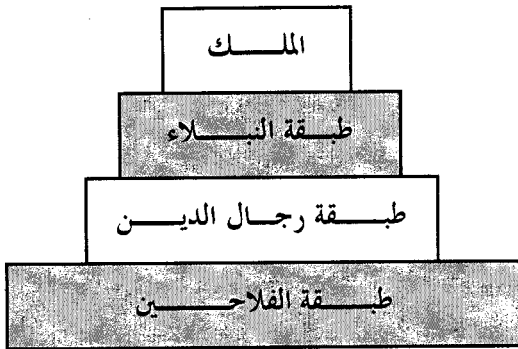 الملك
طبقة النبلاء
طبقة رجال الدين
طبقة الفلاحين